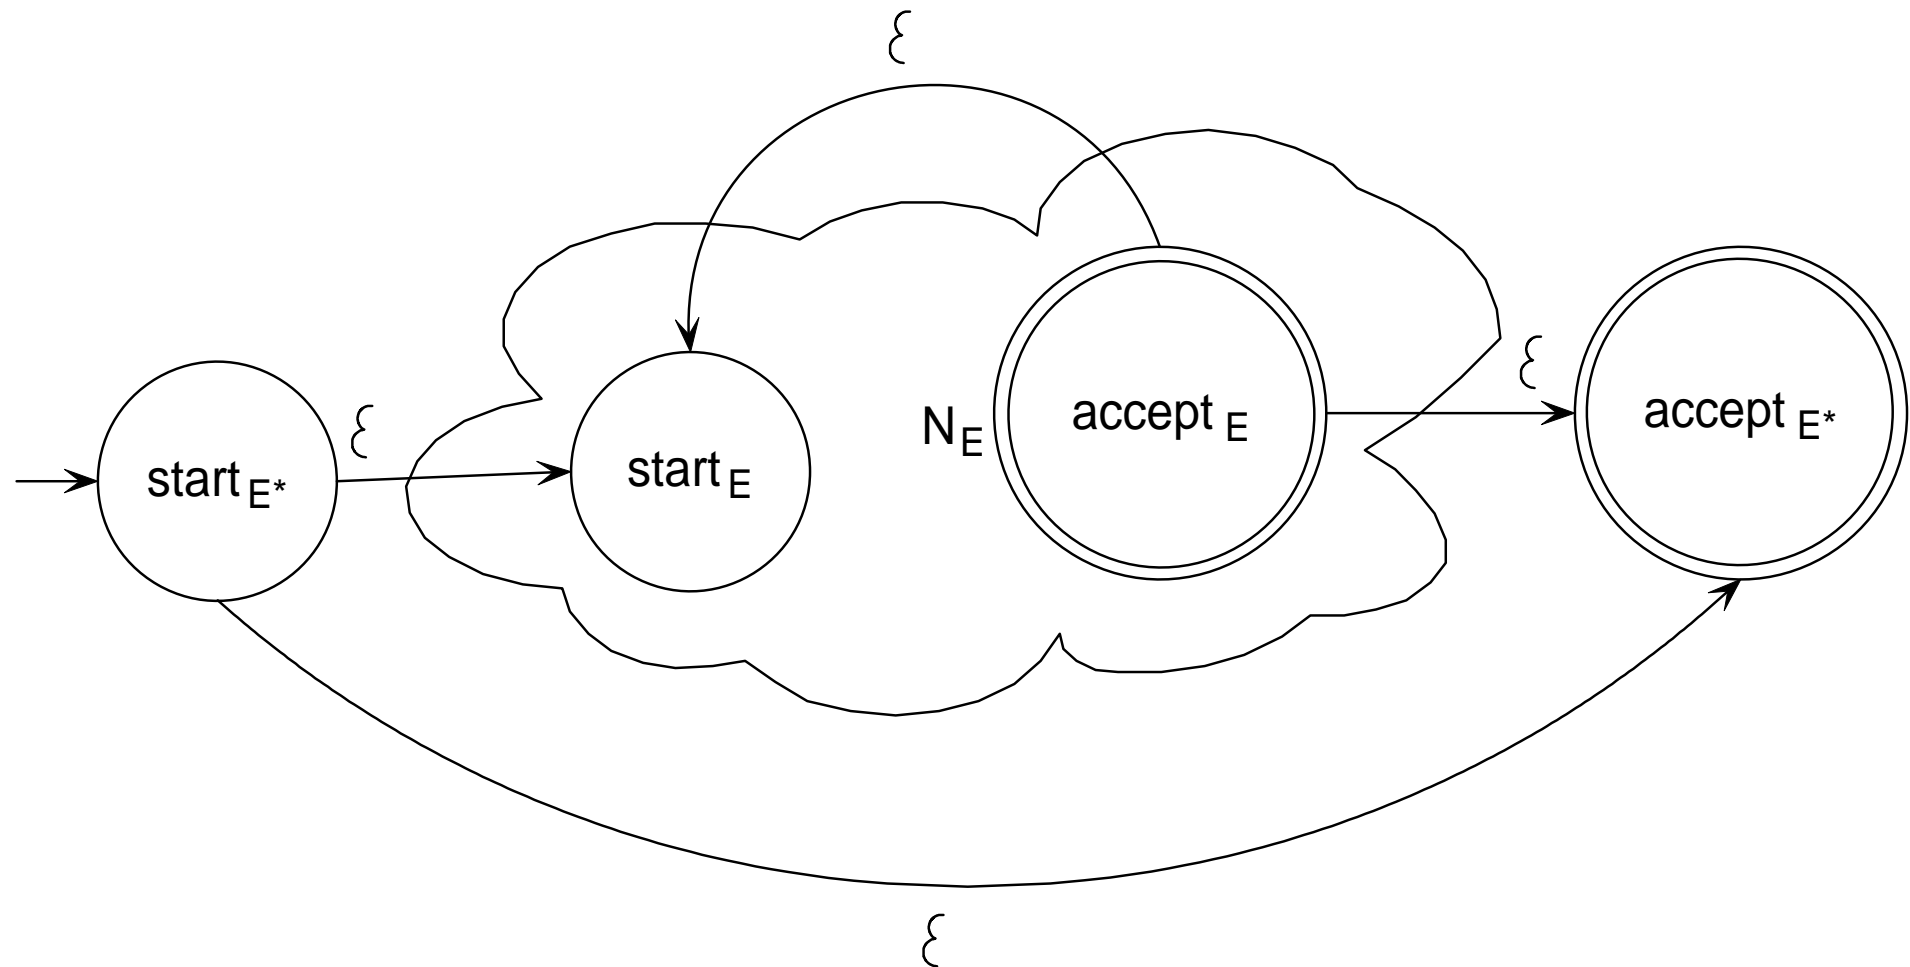 ε
ε
ε
start E*
start E
N E
accept E
accept E*
ε